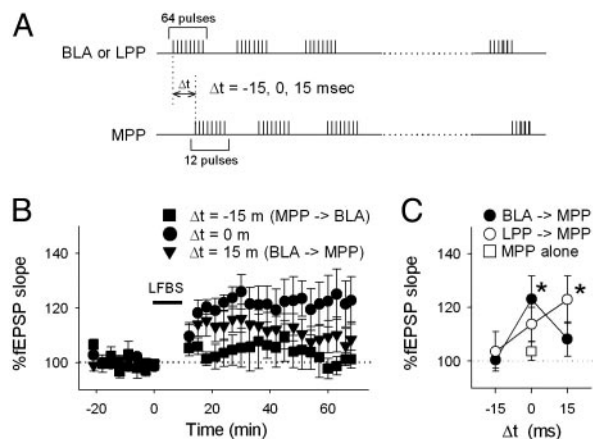 A
64 pulses
BLA or LPP
Δt
Δt = -15, 0, 15 msec
MPP
12 pulses
B
Δt = -15 m (MPP -> BLA)
Δt = 0 m
Δt = 15 m (BLA -> MPP)
%fEPSP slope
140
120
100
LFBS
-20 0 20 40 60
Time (min)
C
BLA -> MPP
LPP -> MPP
MPP alone
%fEPSP slope
140
120
100
* *
-15 0 15
Δt (ms)